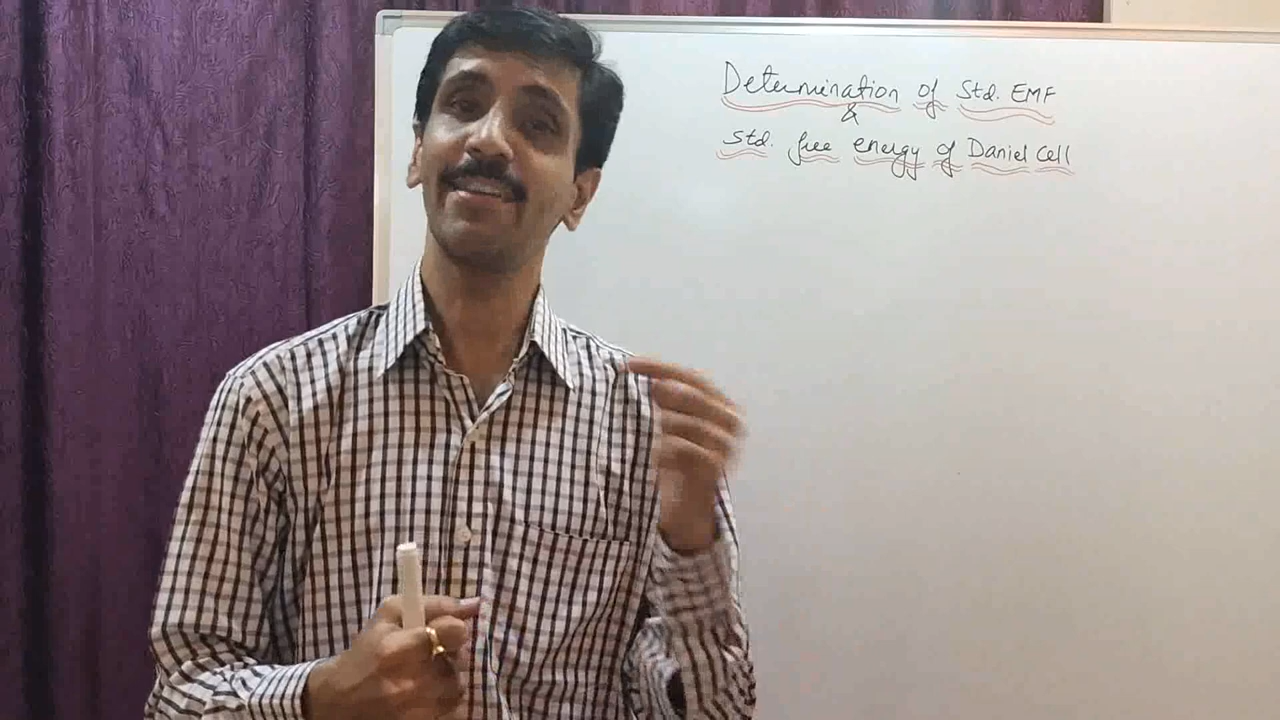 Determination of Std. EMF
&
Std. free energy of Daniel Cell